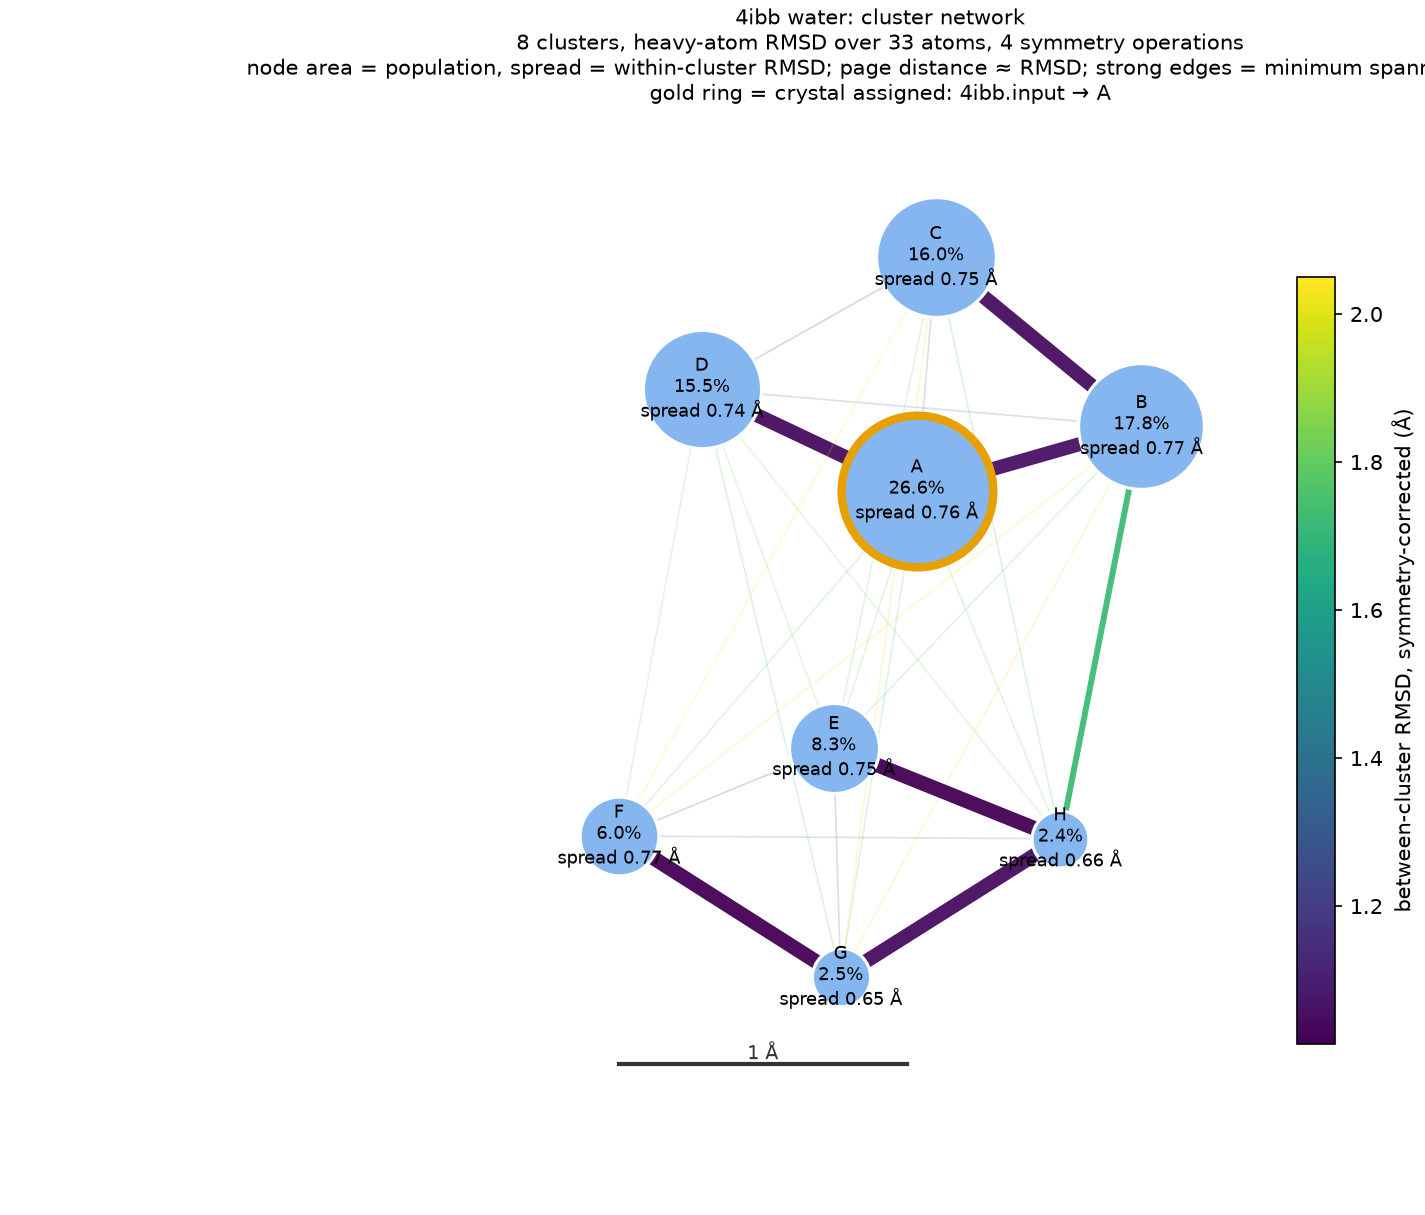 4ibb water: cluster network
8 clusters, heavy-atom RMSD over 33 atoms, 4 symmetry operations
node area = population, spread = within-cluster RMSD; page distance ≈ RMSD; strong edges = minimum
gold ring = crystal assigned: 4ibb.input → A
C
16.0%
spread 0.75 Å
D
15.5%
spread 0.74 Å
B
17.8%
spread 0.77 Å
A
26.6%
spread 0.76 Å
E
8.3%
spread 0.75 Å
F
6.0%
spread 0.77 Å
H
2.4%
spread 0.66 Å
G
2.5%
spread 0.65 Å
1 Å
2.0
1.8
1.6
1.4
1.2
between-cluster RMSD, symmetry-corrected (Å)